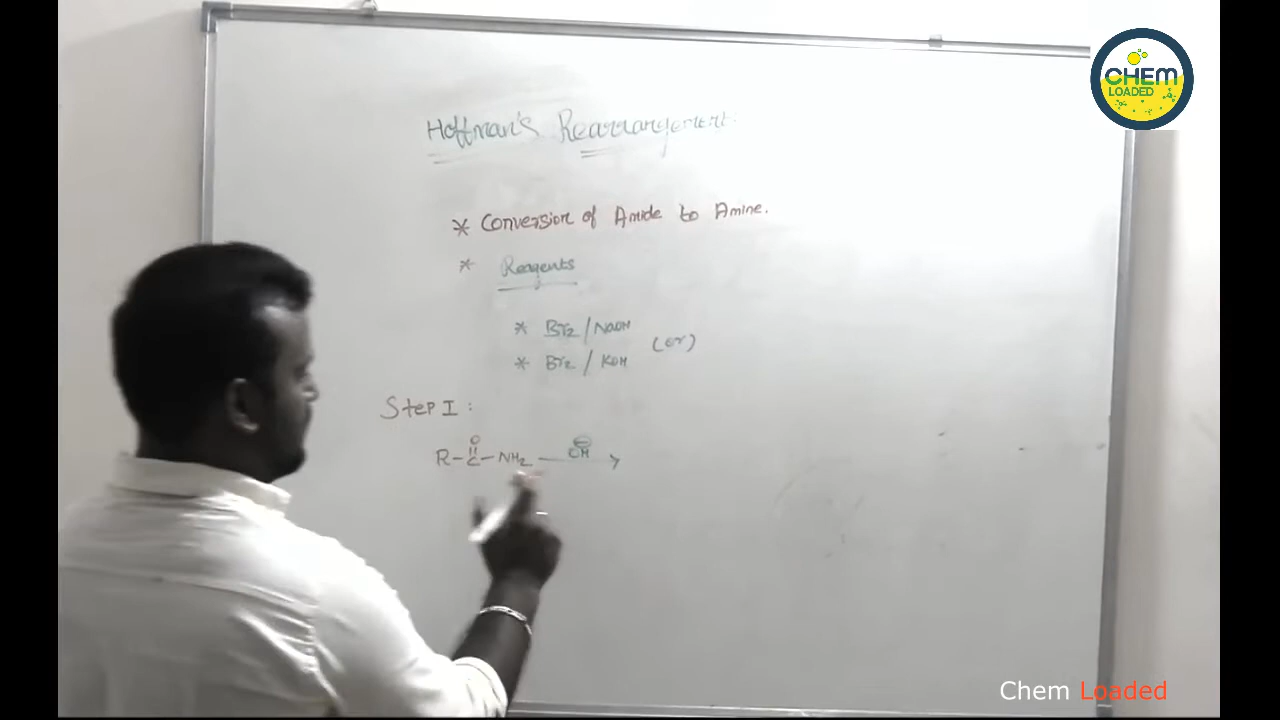 CHEM
LOADED
Hoffman's Rearrangement.
* Conversion of Amide to Amine.
* Reagents
* Br2 / NaOH
(or)
* Br2 / KOH
Step I :
O
R-C-NH2 ⊖OH →
Chem Loaded